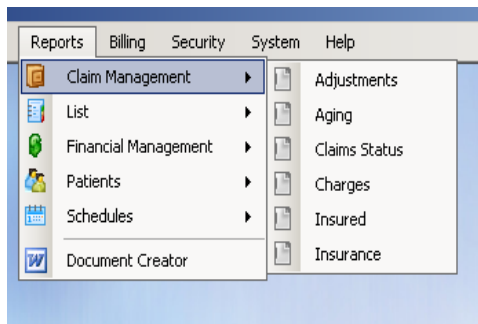 Reports Billing Security System Help
Claim Management
List
Financial Management
Patients
Schedules
Document Creator
Adjustments
Aging
Claims Status
Charges
Insured
Insurance